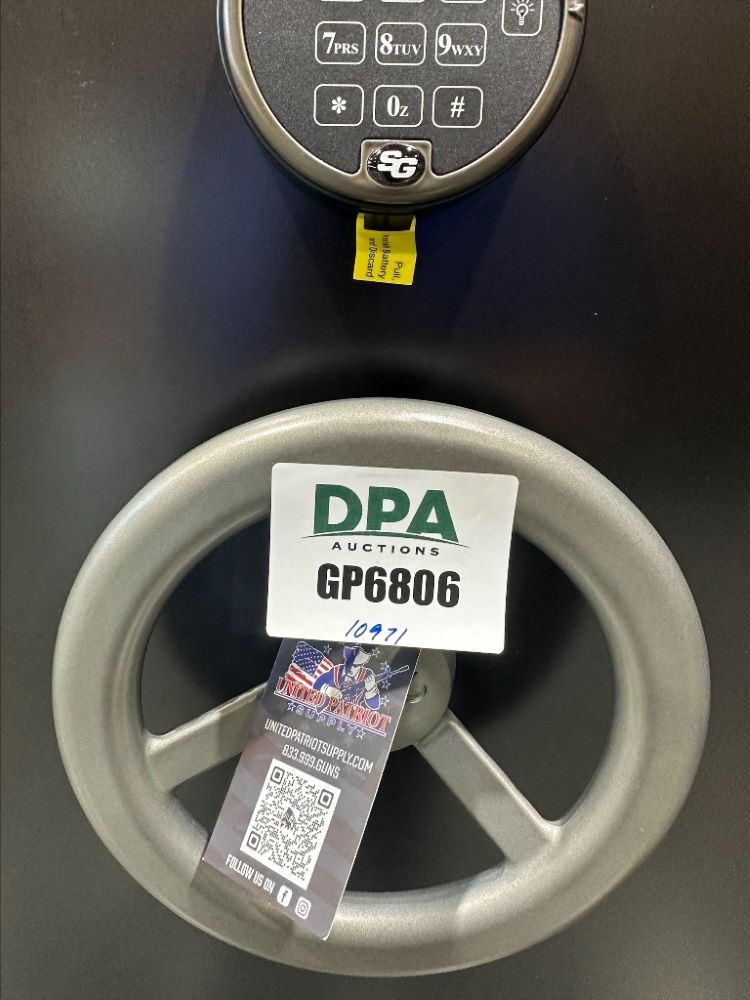 7PRS 8TUV 9WXY
* 0Z #
SG
Pull,
Install Battery
and Discard
DPA
AUCTIONS
GP6806
10971
UNITED PATRIOT
SUPPLY
UNITEDPATRIOTSUPPLY.COM
833.999.GUNS
FOLLOW US ON